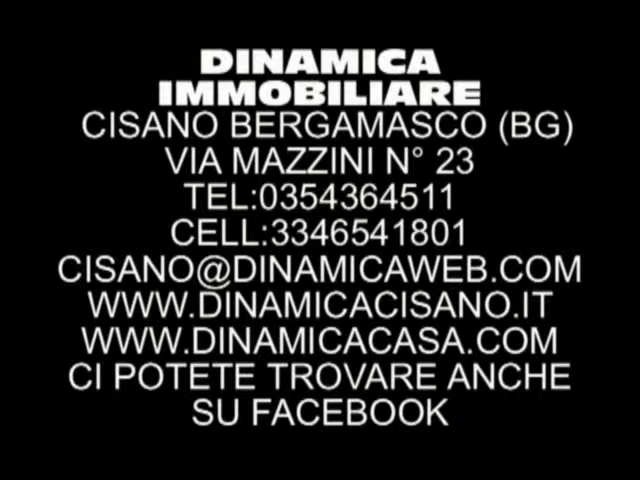 DINAMICA
IMMOBILIARE
CISANO BERGAMASCO (BG)
VIA MAZZINI N° 23
TEL:0354364511
CELL:3346541801
CISANO@DINAMICAWEB.COM
WWW.DINAMICACISANO.IT
WWW.DINAMICACASA.COM
CI POTETE TROVARE ANCHE
SU FACEBOOK